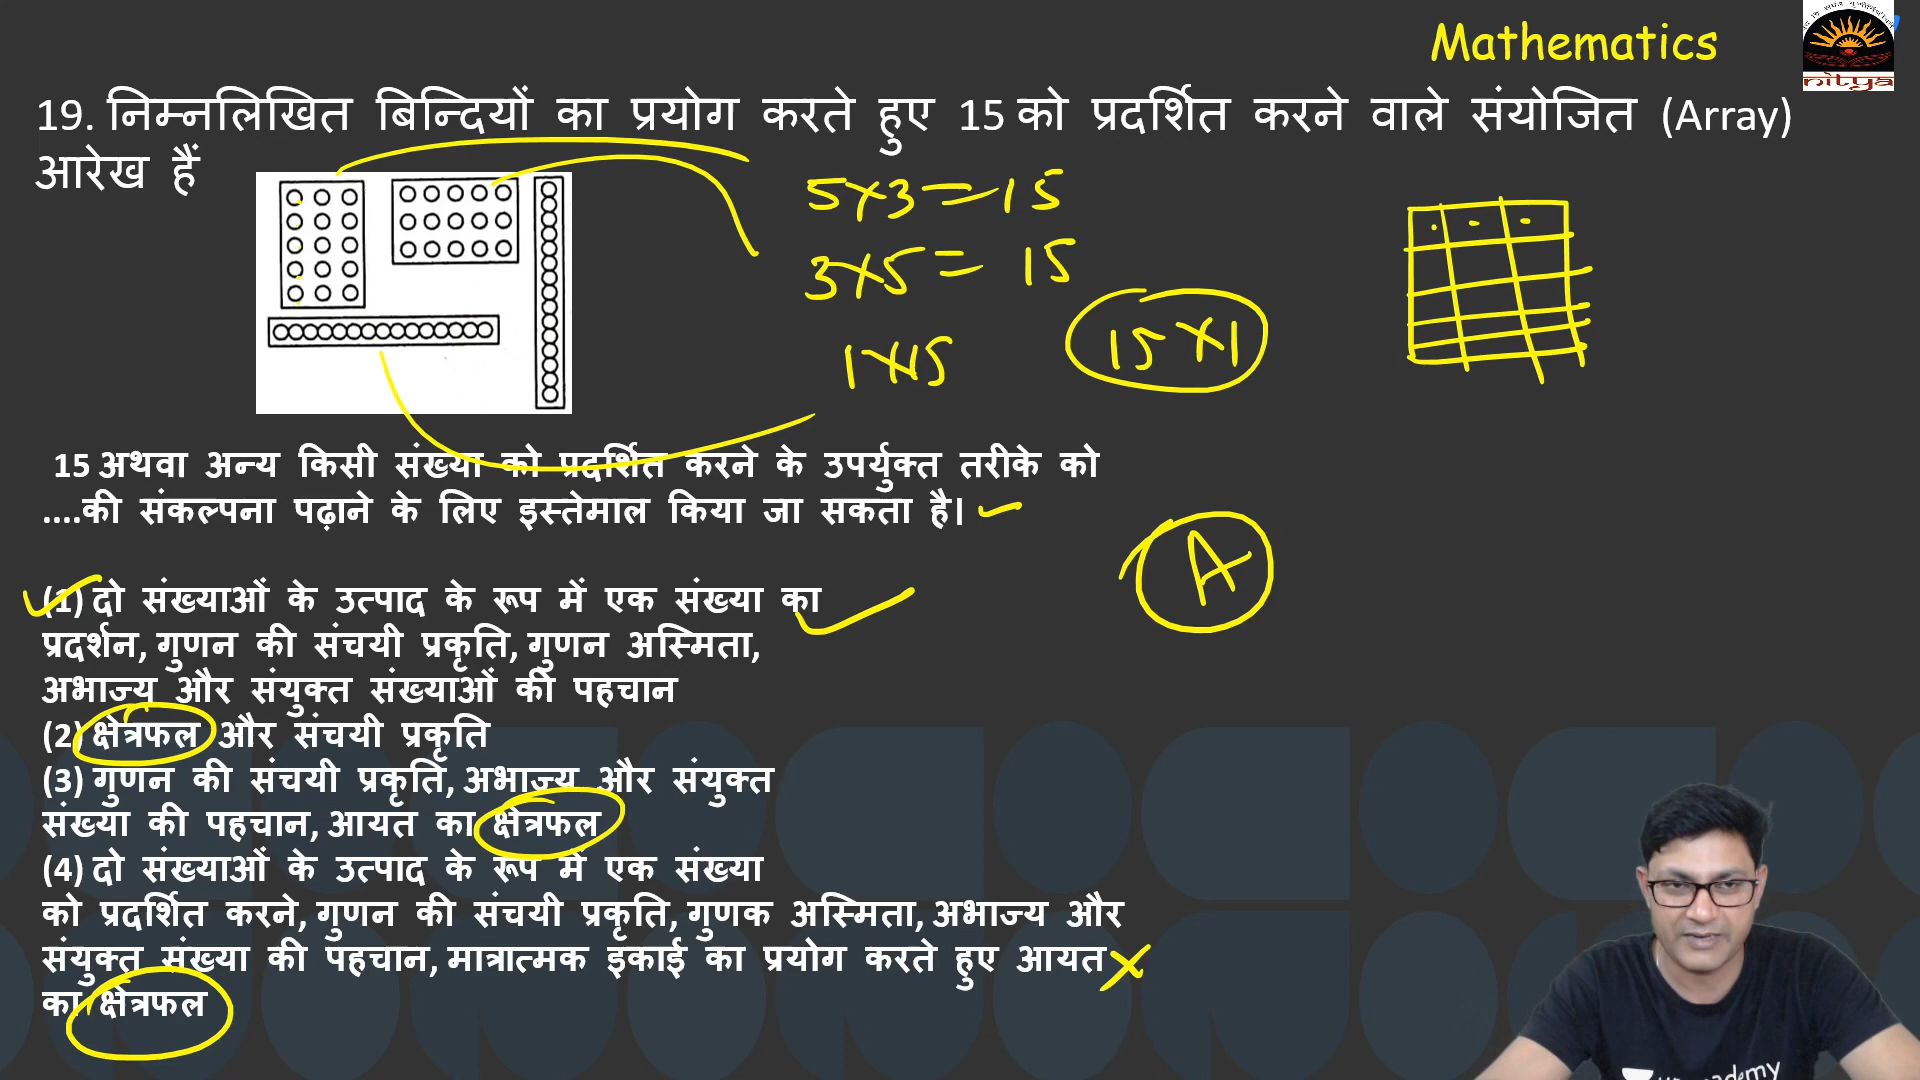 Mathematics
nitya
19. निम्नलिखित बिन्दियों का प्रयोग करते हुए 15 को प्रदर्शित करने वाले संयोजित (Array)
आरेख हैं
5×3=15
3×5=15
1×15
15×1
15 अथवा अन्य किसी संख्या को प्रदर्शित करने के उपर्युक्त तरीके को
....की संकल्पना पढ़ाने के लिए इस्तेमाल किया जा सकता है।
A
(1) दो संख्याओं के उत्पाद के रूप में एक संख्या का
प्रदर्शन, गुणन की संचयी प्रकृति, गुणन अस्मिता,
अभाज्य और संयुक्त संख्याओं की पहचान
(2) क्षेत्रफल और संचयी प्रकृति
(3) गुणन की संचयी प्रकृति, अभाज्य और संयुक्त
संख्या की पहचान, आयत का क्षेत्रफल
(4) दो संख्याओं के उत्पाद के रूप में एक संख्या
को प्रदर्शित करने, गुणन की संचयी प्रकृति, गुणक अस्मिता, अभाज्य और
संयुक्त संख्या की पहचान, मात्रात्मक इकाई का प्रयोग करते हुए आयत
का क्षेत्रफल